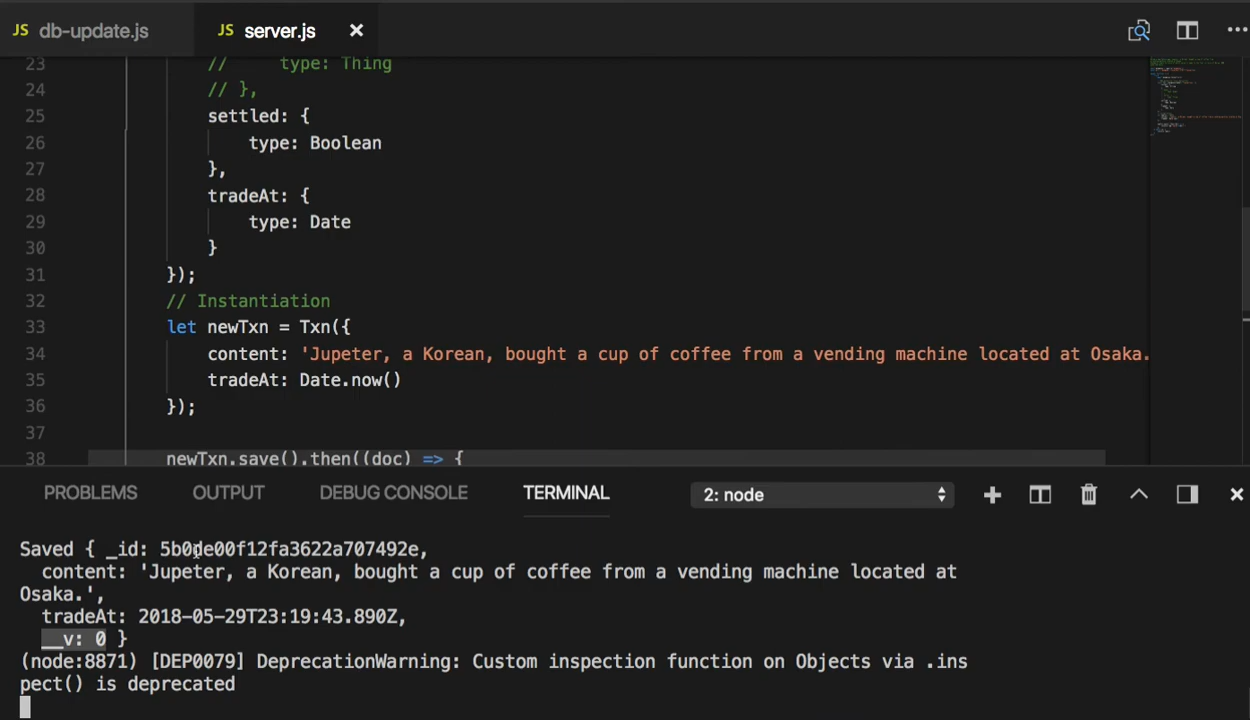 JS db-update.js JS server.js ×
23 // type: Thing
24 // },
25 settled: {
26 type: Boolean
27 },
28 tradeAt: {
29 type: Date
30 }
31 });
32 // Instantiation
33 let newTxn = Txn({
34 content: 'Jupeter, a Korean, bought a cup of coffee from a vending machine located at Osaka.
35 tradeAt: Date.now()
36 });
37
38 newTxn.save().then((doc) => {
PROBLEMS OUTPUT DEBUG CONSOLE TERMINAL 2: node
Saved { _id: 5b0de00f12fa3622a707492e,
content: 'Jupeter, a Korean, bought a cup of coffee from a vending machine located at
Osaka.',
tradeAt: 2018-05-29T23:19:43.890Z,
__v: 0 }
(node:8871) [DEP0079] DeprecationWarning: Custom inspection function on Objects via .ins
pect() is deprecated